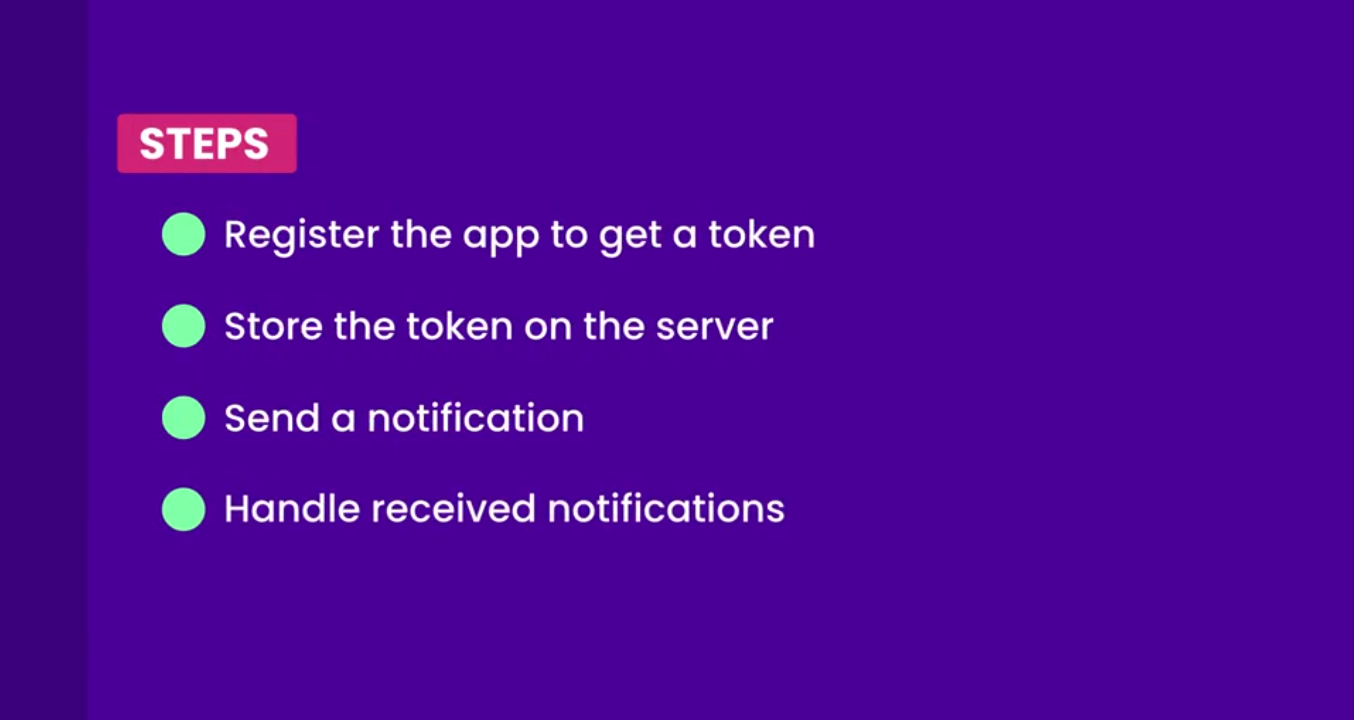 STEPS
Register the app to get a token
Store the token on the server
Send a notification
Handle received notifications